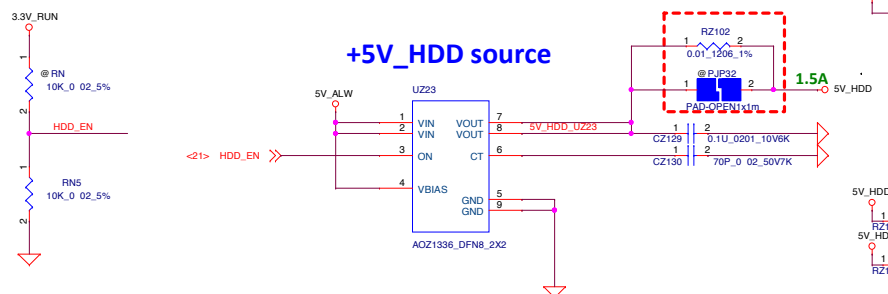 3.3V_RUN
1
@RN
10K_0 02_5%
2
HDD_EN
1
RN5
10K_0 02_5%
2
+5V_HDD source
5V_ALW
UZ23
1 VIN VOUT 7
2 VIN VOUT 8
5V_HDD_UZ23
<21> HDD_EN
3 ON CT 6
4 VBIAS
GND 5
GND 9
AOZ1336_DFN8_2X2
RZ102
1 2
0.01_1206_1%
@PJP32
1 2
PAD-OPEN1x1m
1.5A
5V_HDD
1 2
CZ129 0.1U_0201_10V6K
1 2
CZ130 70P_0 02_50V7K
5V_HDD
1
5V_HD
1